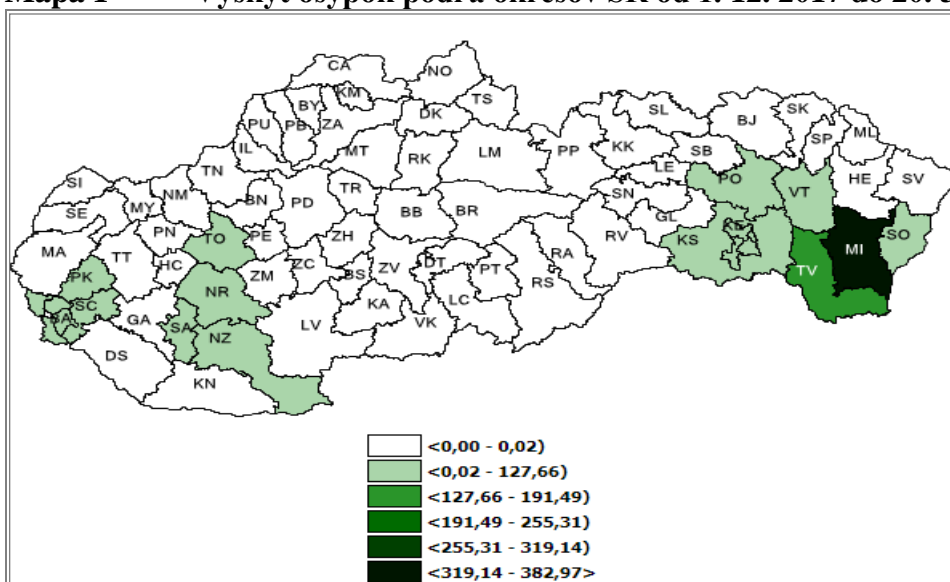 Mapa 1 Výskyt osýpok podľa okresov SR od 1. 12. 2017 do 20.
CA NO
KM TS
BY
PU PB ZA DK SL SK
BJ
IL MT SP ML
TN RK LM PP KK SB
LE HE SV
SI NM BN TR PO VT
SE MY PD BB BR SN
GL
PN TO PE ZH RV KS KE SO
MA TT RA MI
HC ZM ZC BS ZV DT PT TV
PK NR RS
SC KA LC
BA GA SA LV VK
NZ
DS
KN
<0,00 - 0,02)
<0,02 - 127,66)
<127,66 - 191,49)
<191,49 - 255,31)
<255,31 - 319,14)
<319,14 - 382,97>